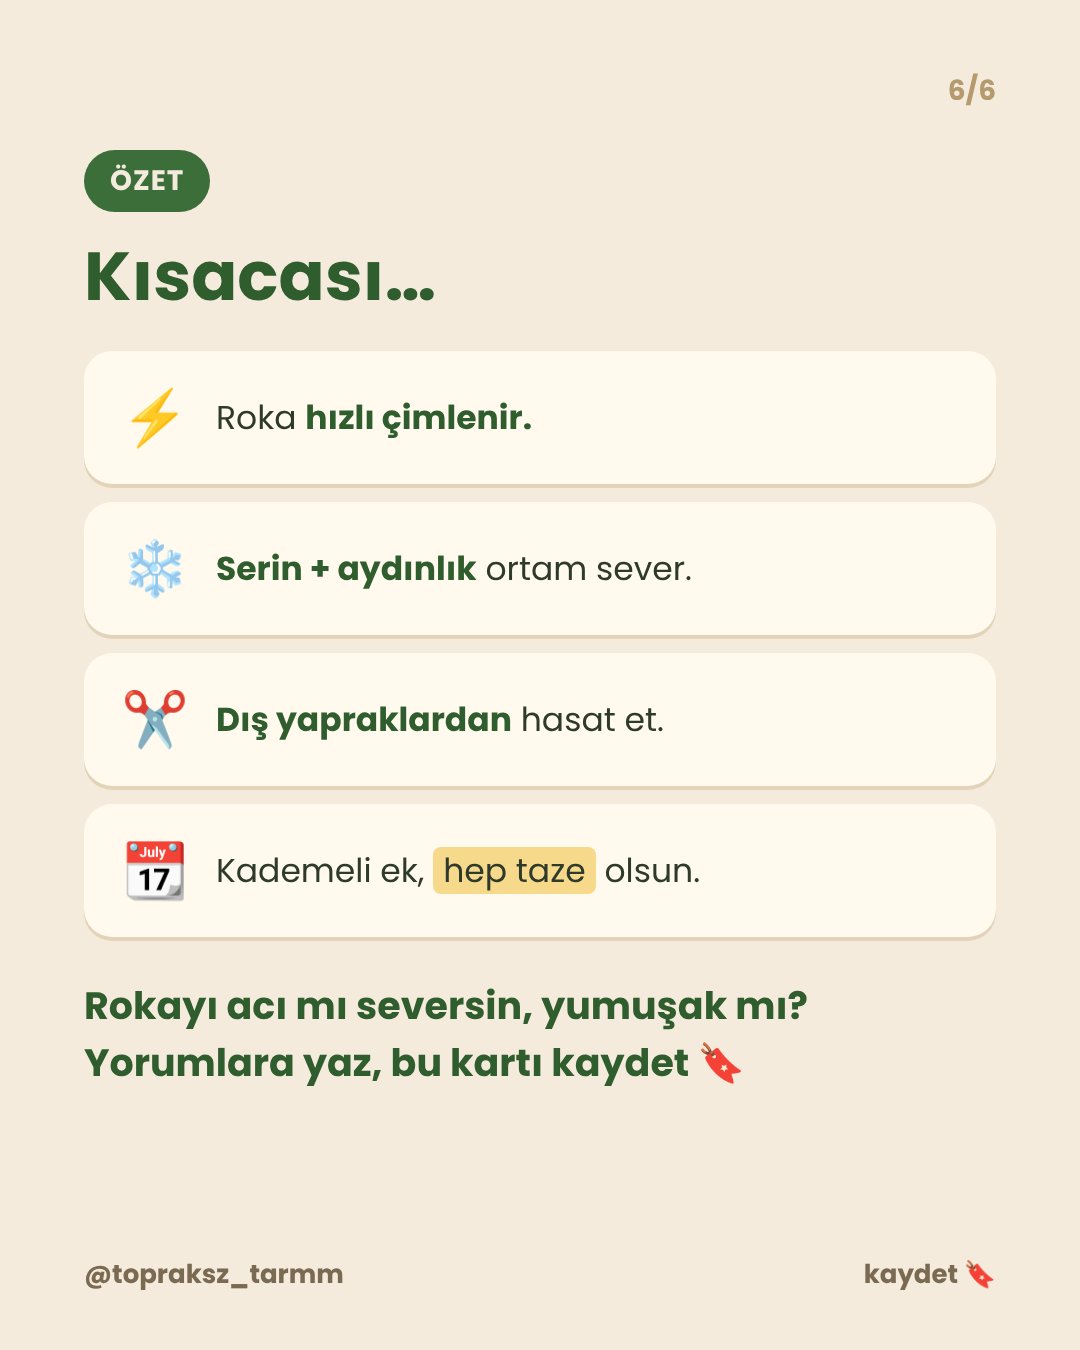 6/6
ÖZET
Kısacası...
Roka hızlı çimlenir.
Serin + aydınlık ortam sever.
Dış yapraklardan hasat et.
July
17
Kademeli ek, hep taze olsun.
Rokayı acı mı seversin, yumuşak mı?
Yorumlara yaz, bu kartı kaydet
@topraksz_tarmm
kaydet